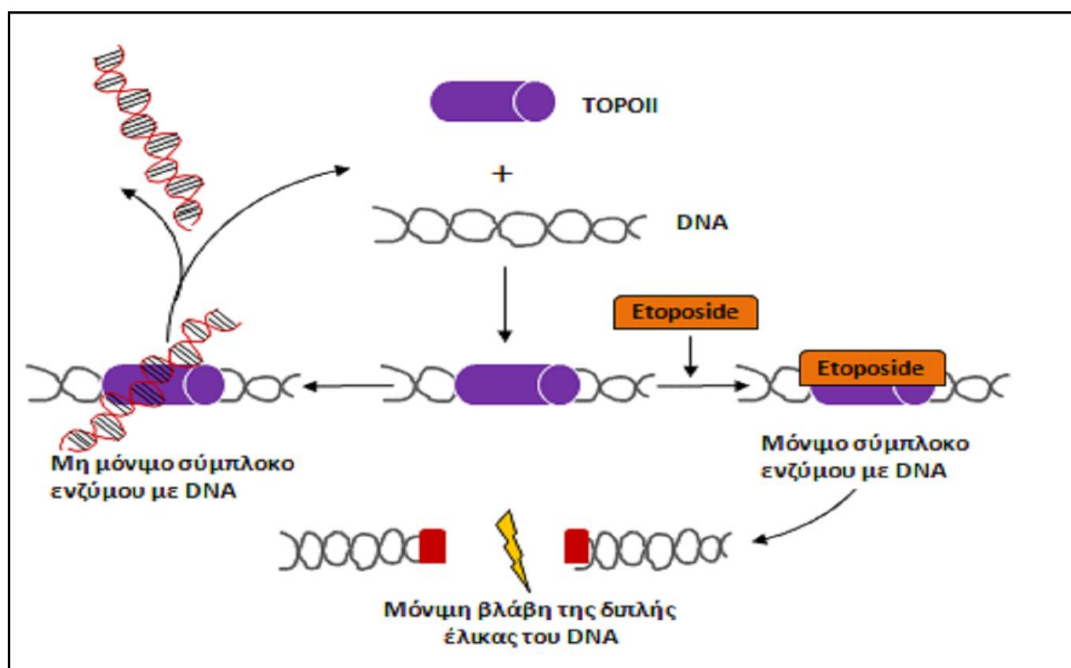 TOPOII
+
DNA
Etoposide
Etoposide
Μη μόνιμο σύμπλοκο
ενζύμου με DNA
Μόνιμο σύμπλοκο
ενζύμου με DNA
Μόνιμη βλάβη της διπλής
έλικας του DNA